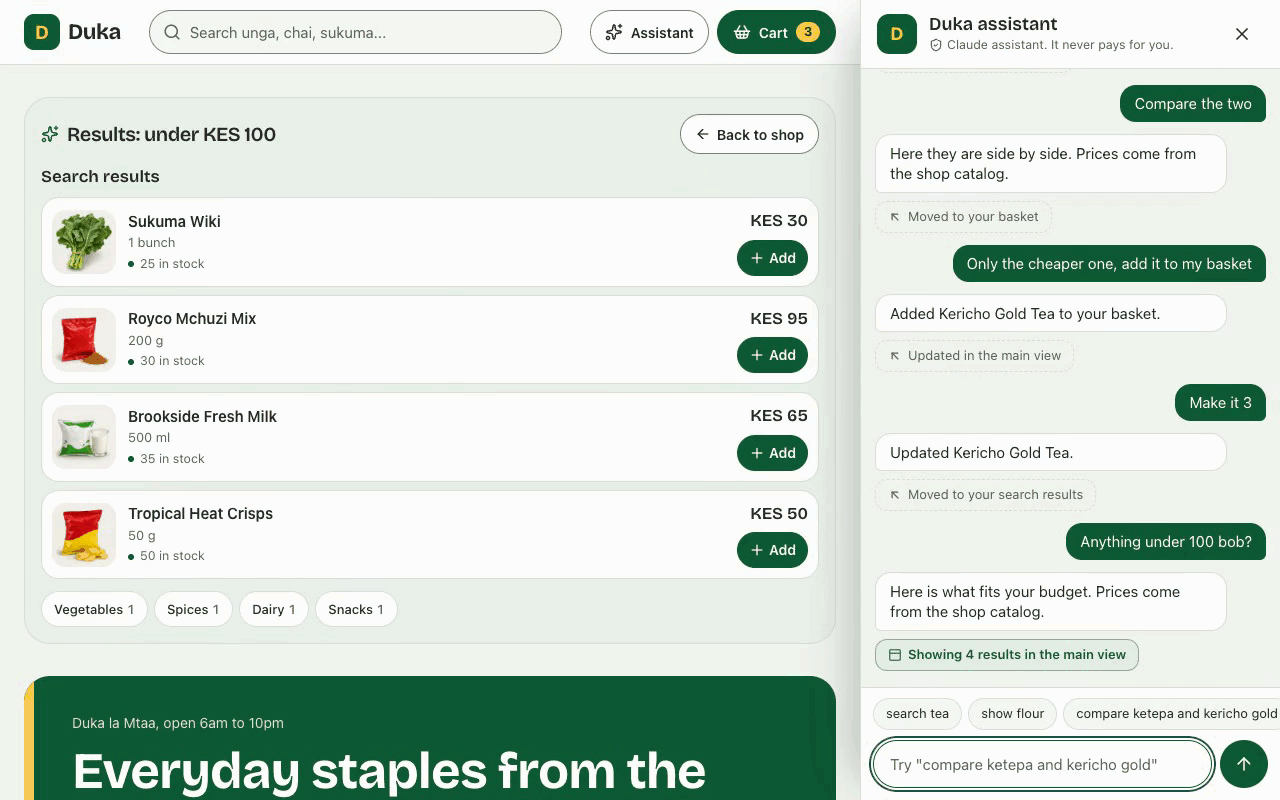 D Duka
Search unga, chai, sukuma...
Assistant
Cart 3
Results: under KES 100
Back to shop
Search results
Sukuma Wiki
1 bunch
25 in stock
KES 30
Add
Royco Mchuzi Mix
200 g
30 in stock
KES 95
Add
Brookside Fresh Milk
500 ml
35 in stock
KES 65
Add
Tropical Heat Crisps
50 g
50 in stock
KES 50
Add
Vegetables 1
Spices 1
Dairy 1
Snacks 1
Duka la Mtaa, open 6am to 10pm
Everyday staples from the
D
Duka assistant
Claude assistant. It never pays for you.
Compare the two
Here they are side by side. Prices come from
the shop catalog.
Moved to your basket
Only the cheaper one, add it to my basket
Added Kericho Gold Tea to your basket.
Updated in the main view
Make it 3
Updated Kericho Gold Tea.
Moved to your search results
Anything under 100 bob?
Here is what fits your budget. Prices come
from the shop catalog.
Showing 4 results in the main view
search tea
show flour
compare ketepa and kericho gold
Try "compare ketepa and kericho gold"